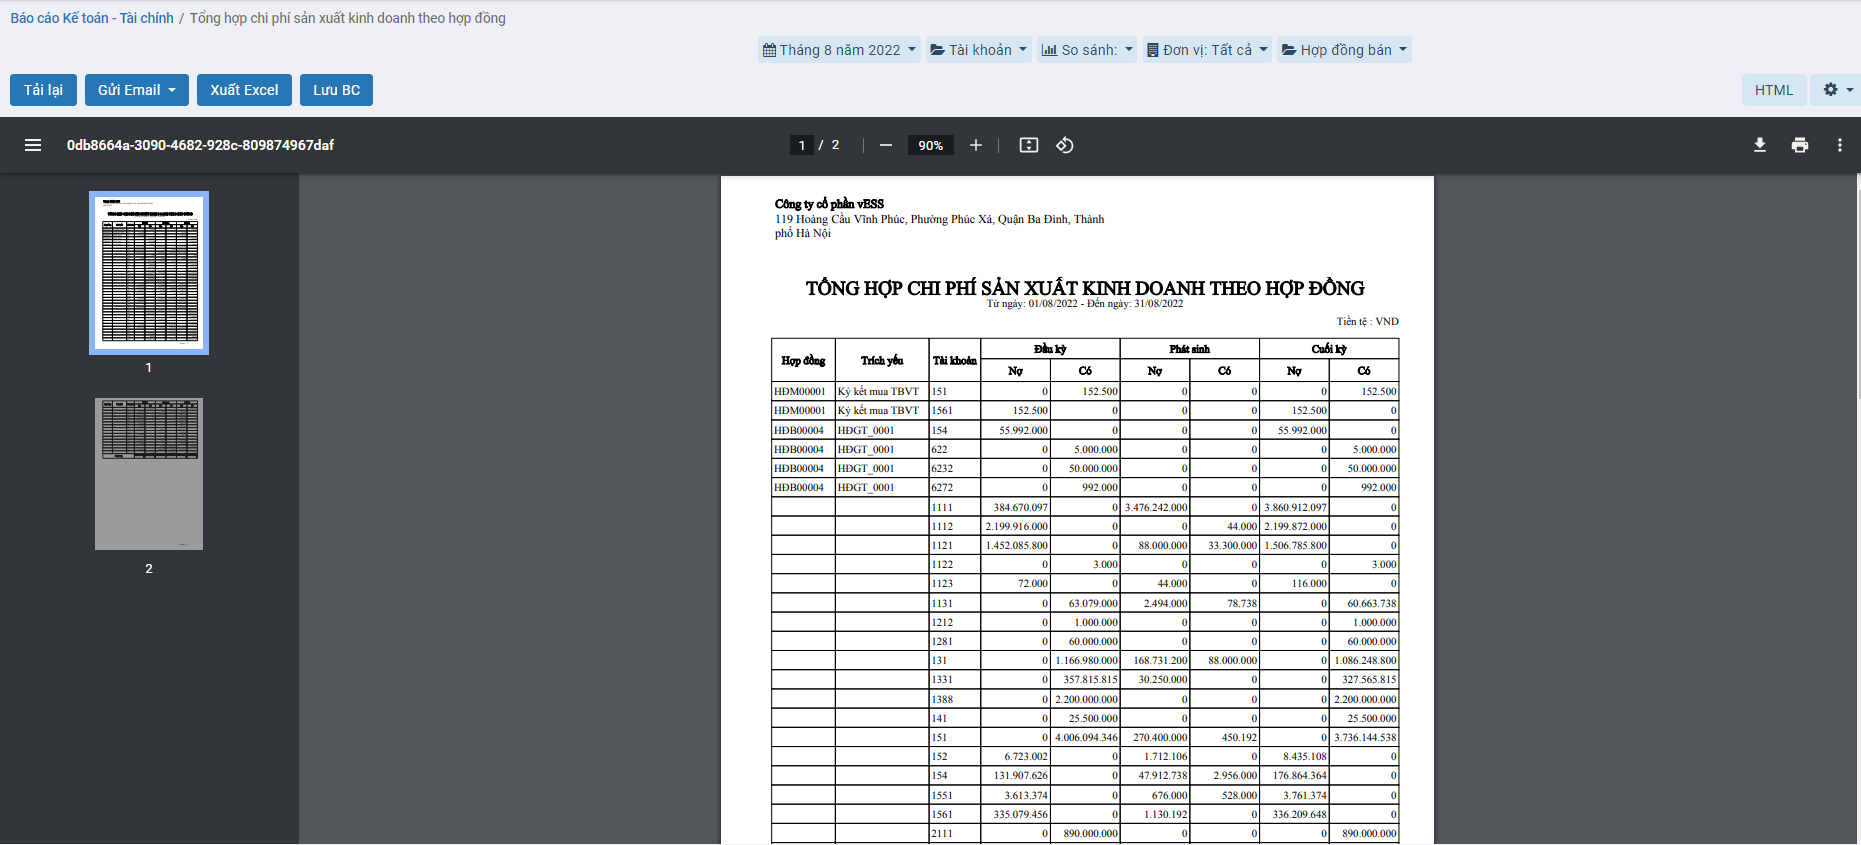 Báo cáo Kế toán - Tài chính / Tổng hợp chi phí sản xuất kinh doanh theo hợp đồng
Tháng 8 năm 2022 Tài khoản So sánh: Đơn vị: Tất cả Hợp đồng bán
Tải lại Gửi Email Xuất Excel Lưu BC HTML
0db8664a-3090-4682-928c-809874967daf 1 / 2 90%
1
2
Công ty cổ phần vESS
119 Hoàng Cầu Vĩnh Phúc, Phường Phúc Xá, Quận Ba Đình, Thành
phố Hà Nội
TỔNG HỢP CHI PHÍ SẢN XUẤT KINH DOANH THEO HỢP ĐỒNG
Từ ngày: 01/08/2022 - Đến ngày: 31/08/2022
Tiền tệ : VND
Hợp đồng Trích yếu Tài khoản Đầu kỳ Phát sinh Cuối kỳ
Nợ Có Nợ Có Nợ Có
HĐM00001 Ký kết mua TBVT 151 0 152.500 0 0 0 152.500
HĐM00001 Ký kết mua TBVT 1561 152.500 0 0 0 152.500 0
HĐB00004 HĐGT_0001 154 55.992.000 0 0 0 55.992.000 0
HĐB00004 HĐGT_0001 622 0 5.000.000 0 0 0 5.000.000
HĐB00004 HĐGT_0001 6232 0 50.000.000 0 0 0 50.000.000
HĐB00004 HĐGT_0001 6272 0 992.000 0 0 0 992.000
1111 384.670.097 0 3.476.242.000 0 3.860.912.097 0
1112 2.199.916.000 0 0 44.000 2.199.872.000 0
1121 1.452.085.800 0 88.000.000 33.300.000 1.506.785.800 0
1122 0 3.000 0 0 0 3.000
1123 72.000 0 44.000 0 116.000 0
1131 0 63.079.000 2.494.000 78.738 0 60.663.738
1212 0 1.000.000 0 0 0 1.000.000
1281 0 60.000.000 0 0 0 60.000.000
131 0 1.166.980.000 168.731.200 88.000.000 0 1.086.248.800
1331 0 357.815.815 30.250.000 0 0 327.565.815
1388 0 2.200.000.000 0 0 0 2.200.000.000
141 0 25.500.000 0 0 0 25.500.000
151 0 4.006.094.346 270.400.000 450.192 0 3.736.144.538
152 6.723.002 0 1.712.106 0 8.435.108 0
154 131.907.626 0 47.912.738 2.956.000 176.864.364 0
1551 3.613.374 0 676.000 528.000 3.761.374 0
1561 335.079.456 0 1.130.192 0 336.209.648 0
2111 0 890.000.000 0 0 0 890.000.000